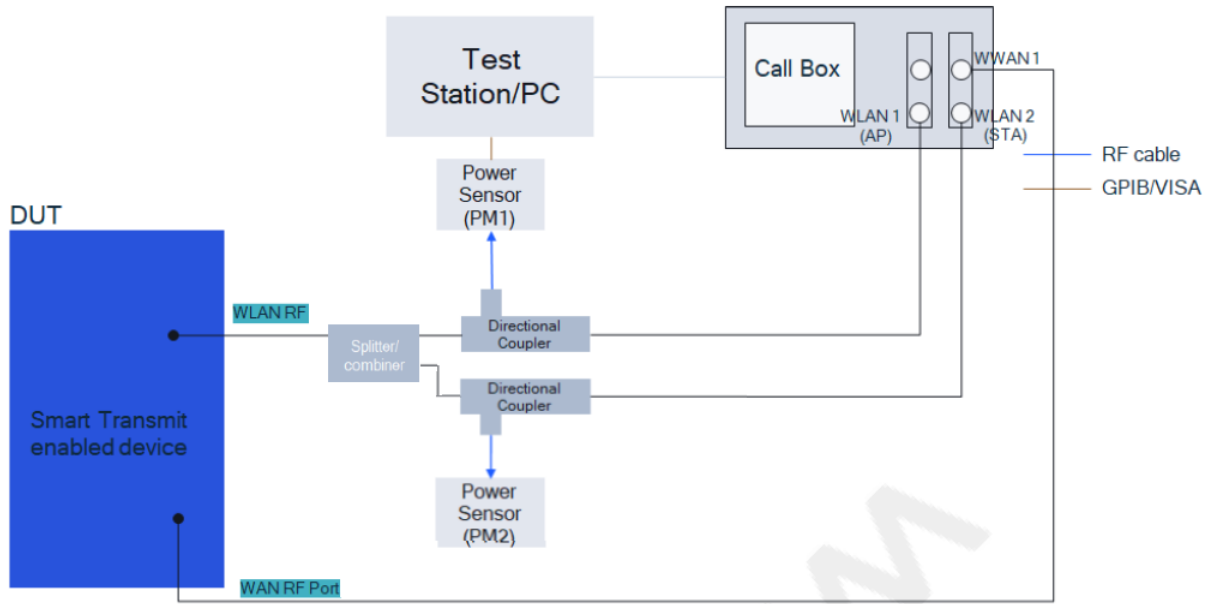 Test
Station/PC
Call Box
WWAN 1
WLAN 1
(AP)
WLAN 2
(STA)
RF cable
GPIB/VISA
Power
Sensor
(PM1)
DUT
WLAN RF
Splitter/
combiner
Directional
Coupler
Directional
Coupler
Smart Transmit
enabled device
Power
Sensor
(PM2)
WAN RF Port